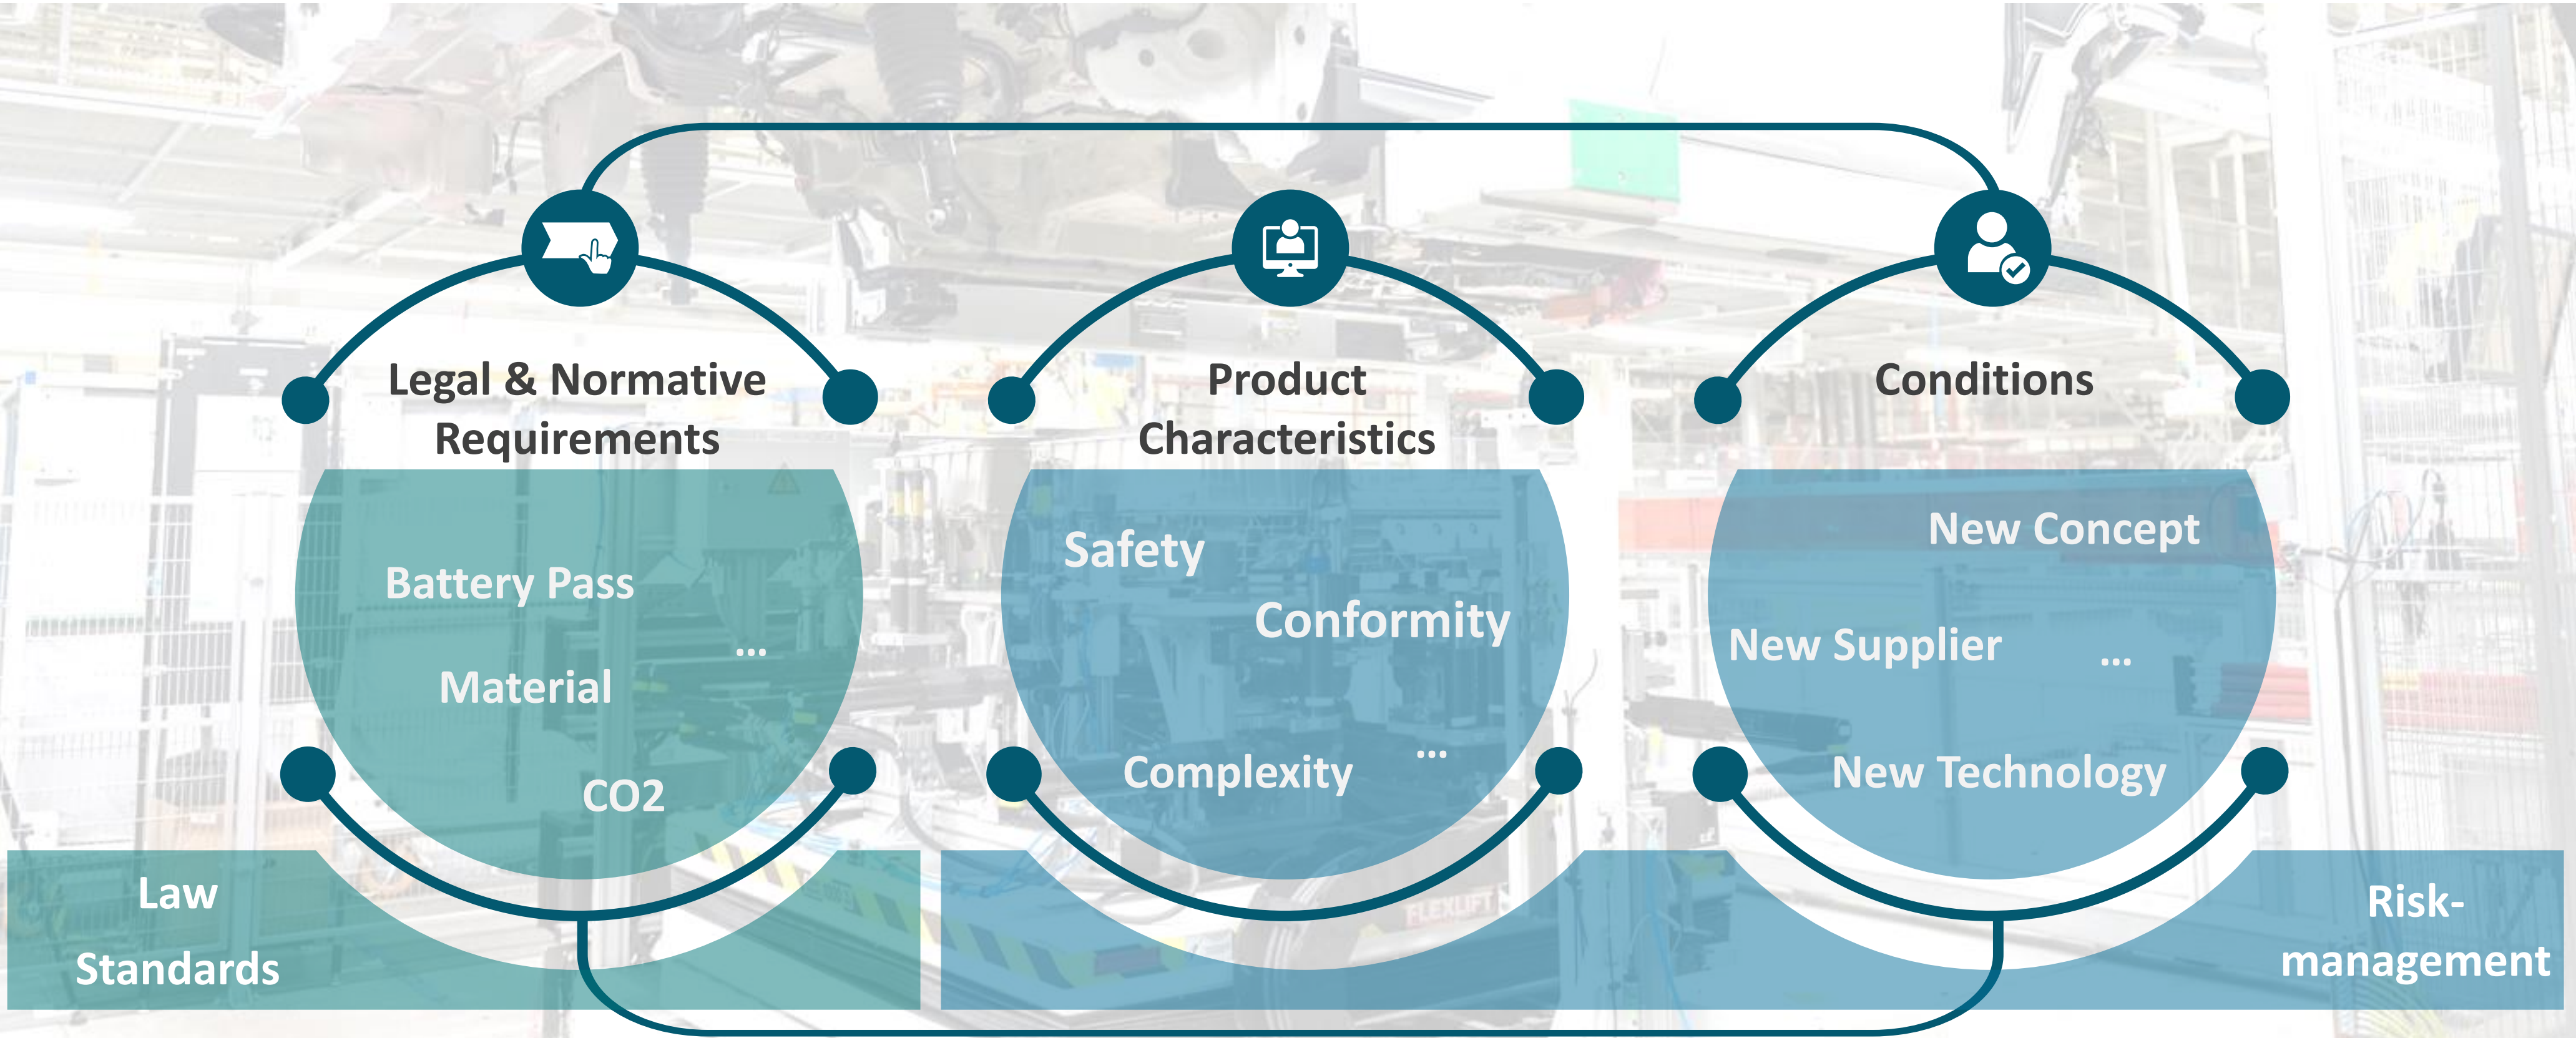 Legal & Normative
Requirements
Battery Pass
...
Material
CO2
Law
Standards
Product
Characteristics
Safety
Conformity
...
Complexity
Conditions
New Concept
New Supplier
...
New Technology
Risk-
management
FLEXLIFT